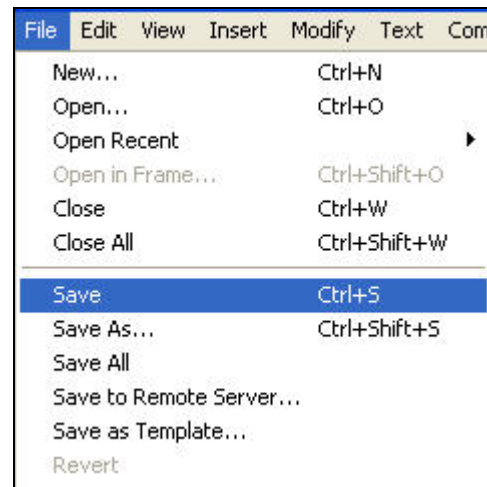 File Edit View Insert Modify Text Com
New... Ctrl+N
Open... Ctrl+O
Open Recent
Open in Frame... Ctrl+Shift+O
Close Ctrl+W
Close All Ctrl+Shift+W
Save Ctrl+S
Save As... Ctrl+Shift+S
Save All
Save to Remote Server...
Save as Template...
Revert